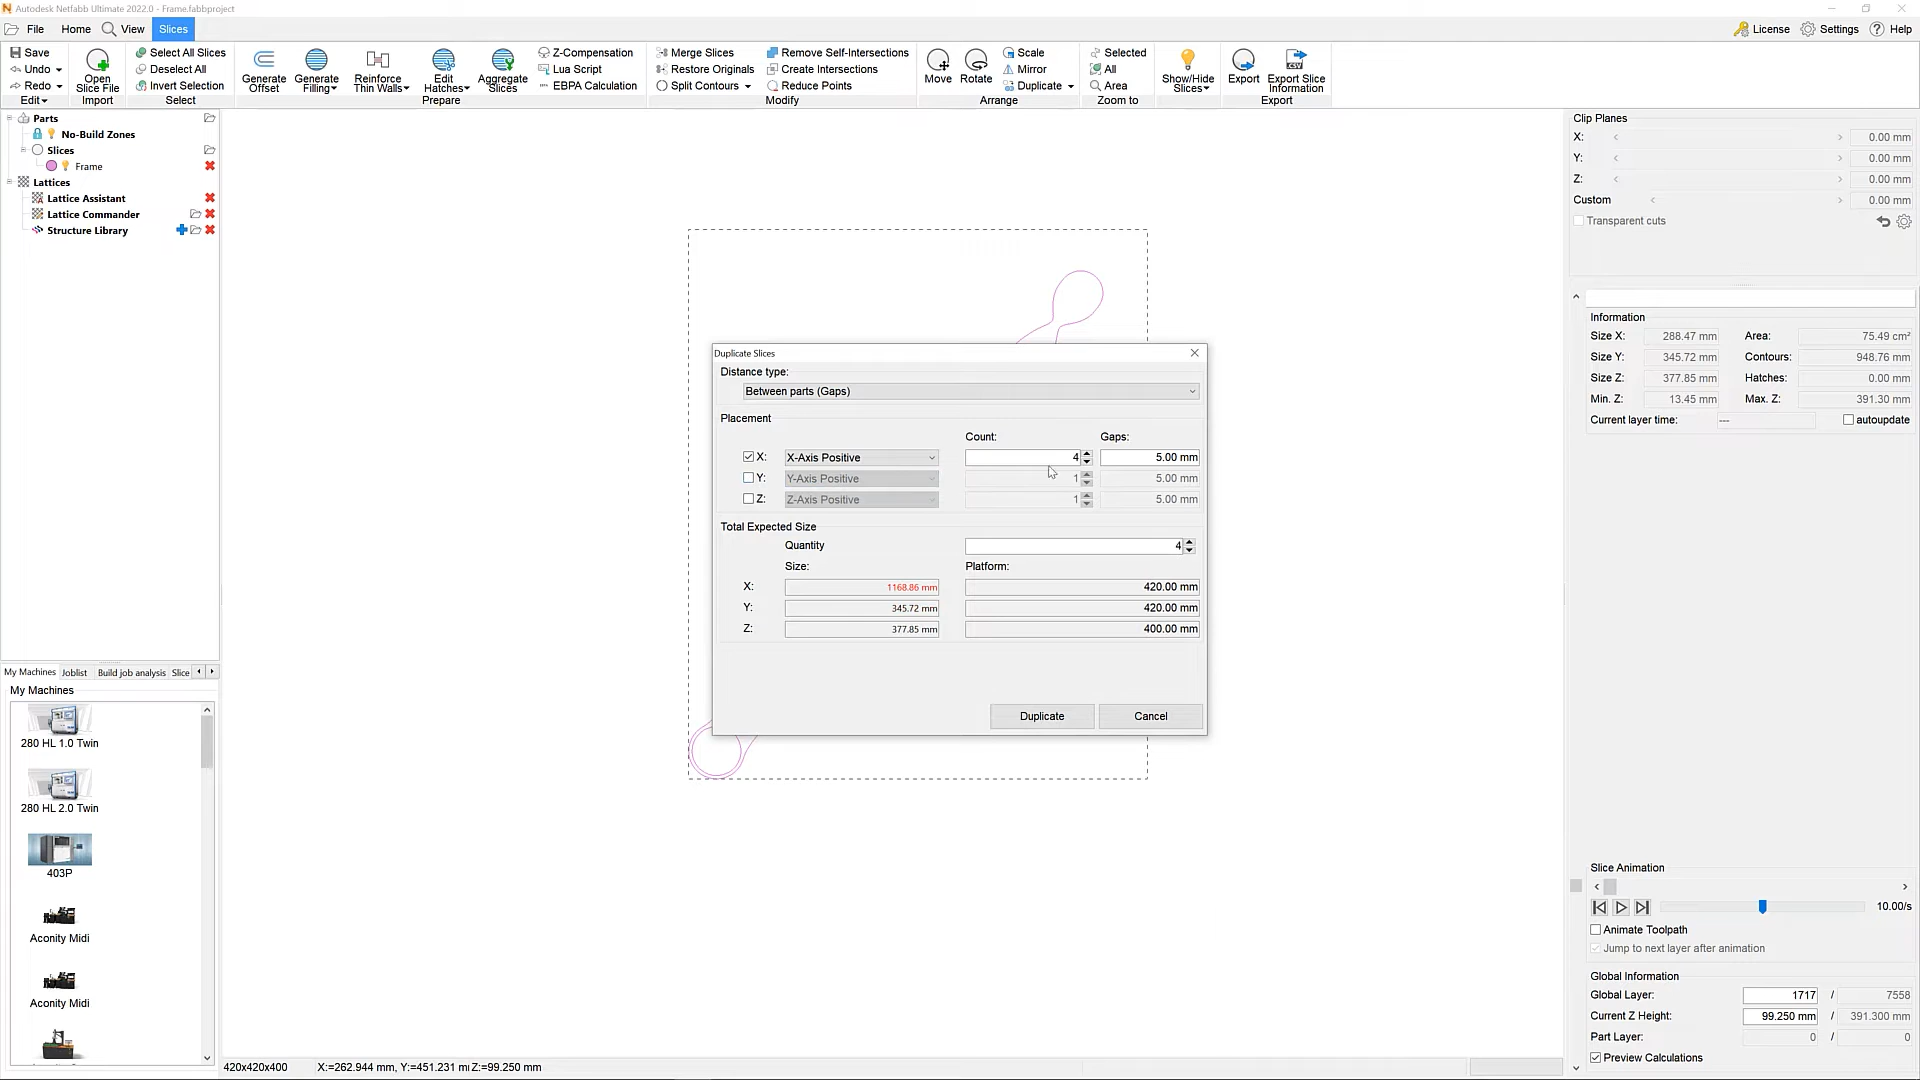 Autodesk Netfabb Ultimate 2022.0 - Frame.fabbproject
File Home View Slices License Settings Help
Save Undo Redo Edit
Open Slice File Import
Select All Slices Deselect All Invert Selection Select
Generate Offset Generate Filling Reinforce Thin Walls Edit Hatches Aggregate Slices Z-Compensation Lua Script EBPA Calculation Prepare
Merge Slices Restore Originals Split Contours Remove Self-Intersections Create Intersections Reduce Points Modify
Move Rotate Scale Mirror Duplicate Arrange
Selected All Area Zoom to
Show/Hide Slices
Export Export Slice Information Export
Parts
No-Build Zones
Slices
Frame
Lattices
Lattice Assistant
Lattice Commander
Structure Library
My Machines Joblist Build job analysis Slice
My Machines
280 HL 1.0 Twin
280 HL 2.0 Twin
403P
Aconity Midi
Aconity Midi
Duplicate Slices
Distance type:
Between parts (Gaps)
Placement
Count: Gaps:
X: X-Axis Positive 4 5.00 mm
Y: Y-Axis Positive 1 5.00 mm
Z: Z-Axis Positive 1 5.00 mm
Total Expected Size
Quantity 4
Size: Platform:
X: 1168.86 mm 420.00 mm
Y: 345.72 mm 420.00 mm
Z: 377.85 mm 400.00 mm
Duplicate Cancel
Clip Planes
X: 0.00 mm
Y: 0.00 mm
Z: 0.00 mm
Custom 0.00 mm
Transparent cuts
Information
Size X: 288.47 mm Area: 75.49 cm²
Size Y: 345.72 mm Contours: 948.76 mm
Size Z: 377.85 mm Hatches: 0.00 mm
Min. Z: 13.45 mm Max. Z: 391.30 mm
Current layer time: --- autoupdate
Slice Animation
10.00/s
Animate Toolpath
Jump to next layer after animation
Global Information
Global Layer: 1717 / 7558
Current Z Height: 99.250 mm / 391.300 mm
Part Layer: 0 / 0
Preview Calculations
420x420x400 X:=262.944 mm, Y:=451.231 mı Z:=99.250 mm